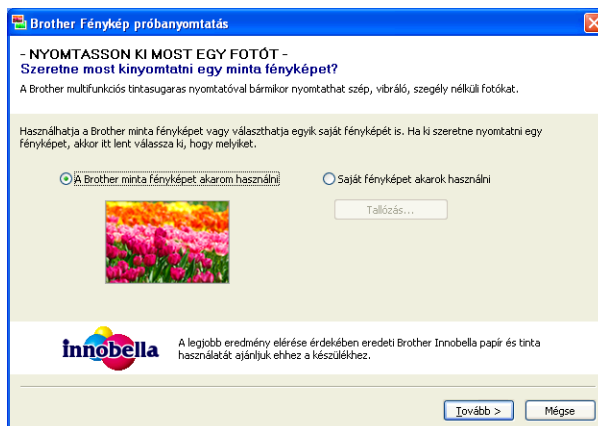 Brother Fénykép próbanyomtatás
- NYOMTASSON KI MOST EGY FOTÓT -
Szeretne most kinyomtatni egy minta fényképet?
A Brother multifunkciós tintasugaras nyomtatóval bármikor nyomtathat szép, vibráló, szegély nélküli fotókat.
Használhatja a Brother minta fényképet vagy választhatja egyik saját fényképét is. Ha ki szeretne nyomtatni egy
fényképet, akkor itt lent válassza ki, hogy melyiket.
A Brother minta fényképet akarom használni
Saját fényképet akarok használni
Tallózás...
innobella
A legjobb eredmény elérése érdekében eredeti Brother Innobella papír és tinta
használatát ajánljuk ehhez a készülékhez.
Tovább >
Mégse